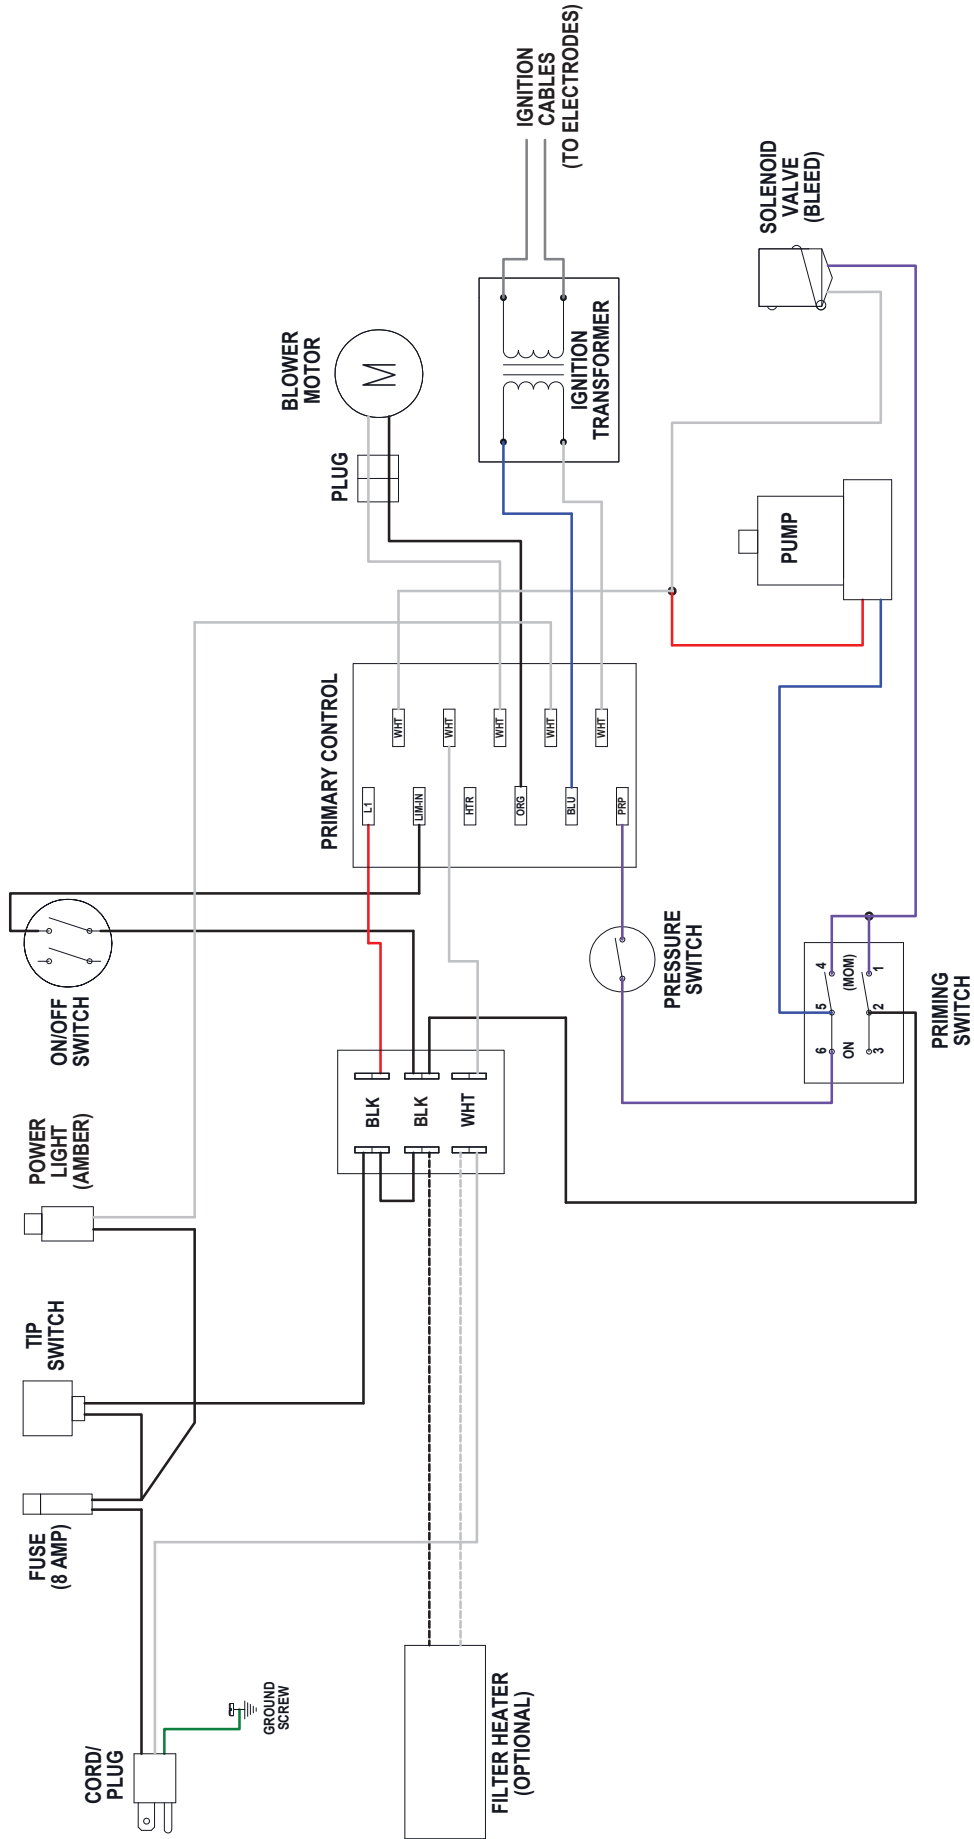 CORD/
PLUG
GROUND
SCREW
FUSE
(8 AMP)
TIP
SWITCH
POWER
LIGHT
(AMBER)
ON/OFF
SWITCH
FILTER HEATER
(OPTIONAL)
BLK
BLK
WHT
PRIMARY CONTROL
L1
LIM-IN
HTR
ORG
BLU
PRP
WHT
WHT
WHT
WHT
WHT
PLUG
BLOWER
MOTOR
M
IGNITION
TRANSFORMER
IGNITION
CABLES
(TO ELECTRODES)
PRESSURE
SWITCH
PUMP
SOLENOID
VALVE
(BLEED)
6
5
4
ON
(MOM)
3
2
1
PRIMING
SWITCH